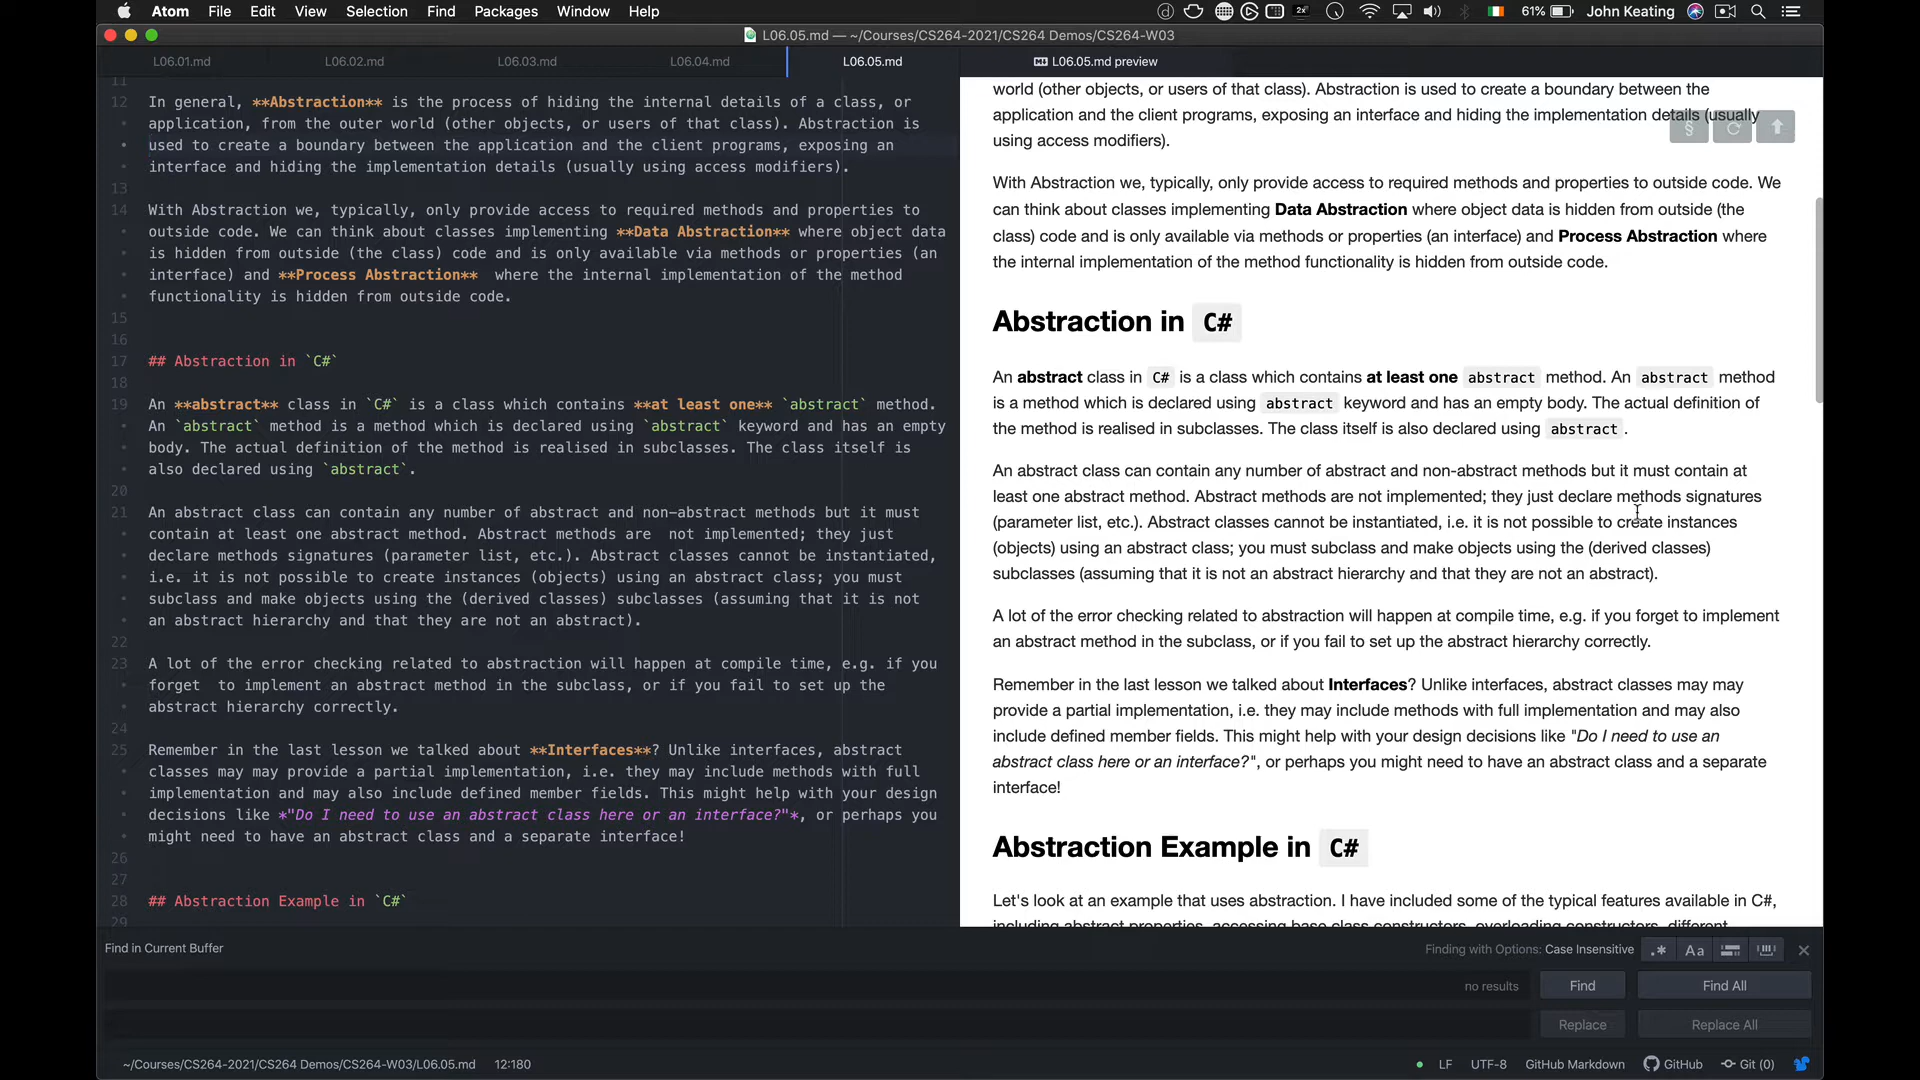 Atom File Edit View Selection Find Packages Window Help 2x 61% John Keating
L06.05.md — ~/Courses/CS264-2021/CS264 Demos/CS264-W03
L06.01.md L06.02.md L06.03.md L06.04.md L06.05.md
11
12 In general, **Abstraction** is the process of hiding the internal details of a class, or
application, from the outer world (other objects, or users of that class). Abstraction is
used to create a boundary between the application and the client programs, exposing an
interface and hiding the implementation details (usually using access modifiers).
13
14 With Abstraction we, typically, only provide access to required methods and properties to
outside code. We can think about classes implementing **Data Abstraction** where object data
is hidden from outside (the class) code and is only available via methods or properties (an
interface) and **Process Abstraction**  where the internal implementation of the method
functionality is hidden from outside code.
15
16
17 ## Abstraction in `C#`
18
19 An **abstract** class in `C#` is a class which contains **at least one** `abstract` method.
An `abstract` method is a method which is declared using `abstract` keyword and has an empty
body. The actual definition of the method is realised in subclasses. The class itself is
also declared using `abstract`.
20
21 An abstract class can contain any number of abstract and non-abstract methods but it must
contain at least one abstract method. Abstract methods are  not implemented; they just
declare methods signatures (parameter list, etc.). Abstract classes cannot be instantiated,
i.e. it is not possible to create instances (objects) using an abstract class; you must
subclass and make objects using the (derived classes) subclasses (assuming that it is not
an abstract hierarchy and that they are not an abstract).
22
23 A lot of the error checking related to abstraction will happen at compile time, e.g. if you
forget  to implement an abstract method in the subclass, or if you fail to set up the
abstract hierarchy correctly.
24
25 Remember in the last lesson we talked about **Interfaces**? Unlike interfaces, abstract
classes may may provide a partial implementation, i.e. they may include methods with full
implementation and may also include defined member fields. This might help with your design
decisions like *"Do I need to use an abstract class here or an interface?"*, or perhaps you
might need to have an abstract class and a separate interface!
26
27
28 ## Abstraction Example in `C#`
29
L06.05.md preview
world (other objects, or users of that class). Abstraction is used to create a boundary between the
application and the client programs, exposing an interface and hiding the implementation details (usually
using access modifiers).
§
With Abstraction we, typically, only provide access to required methods and properties to outside code. We
can think about classes implementing Data Abstraction where object data is hidden from outside (the
class) code and is only available via methods or properties (an interface) and Process Abstraction where
the internal implementation of the method functionality is hidden from outside code.
Abstraction in C#
An abstract class in C# is a class which contains at least one abstract method. An abstract method
is a method which is declared using abstract keyword and has an empty body. The actual definition of
the method is realised in subclasses. The class itself is also declared using abstract.
An abstract class can contain any number of abstract and non-abstract methods but it must contain at
least one abstract method. Abstract methods are not implemented; they just declare methods signatures
(parameter list, etc.). Abstract classes cannot be instantiated, i.e. it is not possible to create instances
(objects) using an abstract class; you must subclass and make objects using the (derived classes)
subclasses (assuming that it is not an abstract hierarchy and that they are not an abstract).
A lot of the error checking related to abstraction will happen at compile time, e.g. if you forget to implement
an abstract method in the subclass, or if you fail to set up the abstract hierarchy correctly.
Remember in the last lesson we talked about Interfaces? Unlike interfaces, abstract classes may may
provide a partial implementation, i.e. they may include methods with full implementation and may also
include defined member fields. This might help with your design decisions like "Do I need to use an
abstract class here or an interface?", or perhaps you might need to have an abstract class and a separate
interface!
Abstraction Example in C#
Let's look at an example that uses abstraction. I have included some of the typical features available in C#,
including abstract properties, accessing base class constructors, overloading constructors, different
Find in Current Buffer Finding with Options: Case Insensitive .* Aa
no results Find Find All
Replace Replace All
~/Courses/CS264-2021/CS264 Demos/CS264-W03/L06.05.md 12:180 LF UTF-8 GitHub Markdown GitHub Git (0)